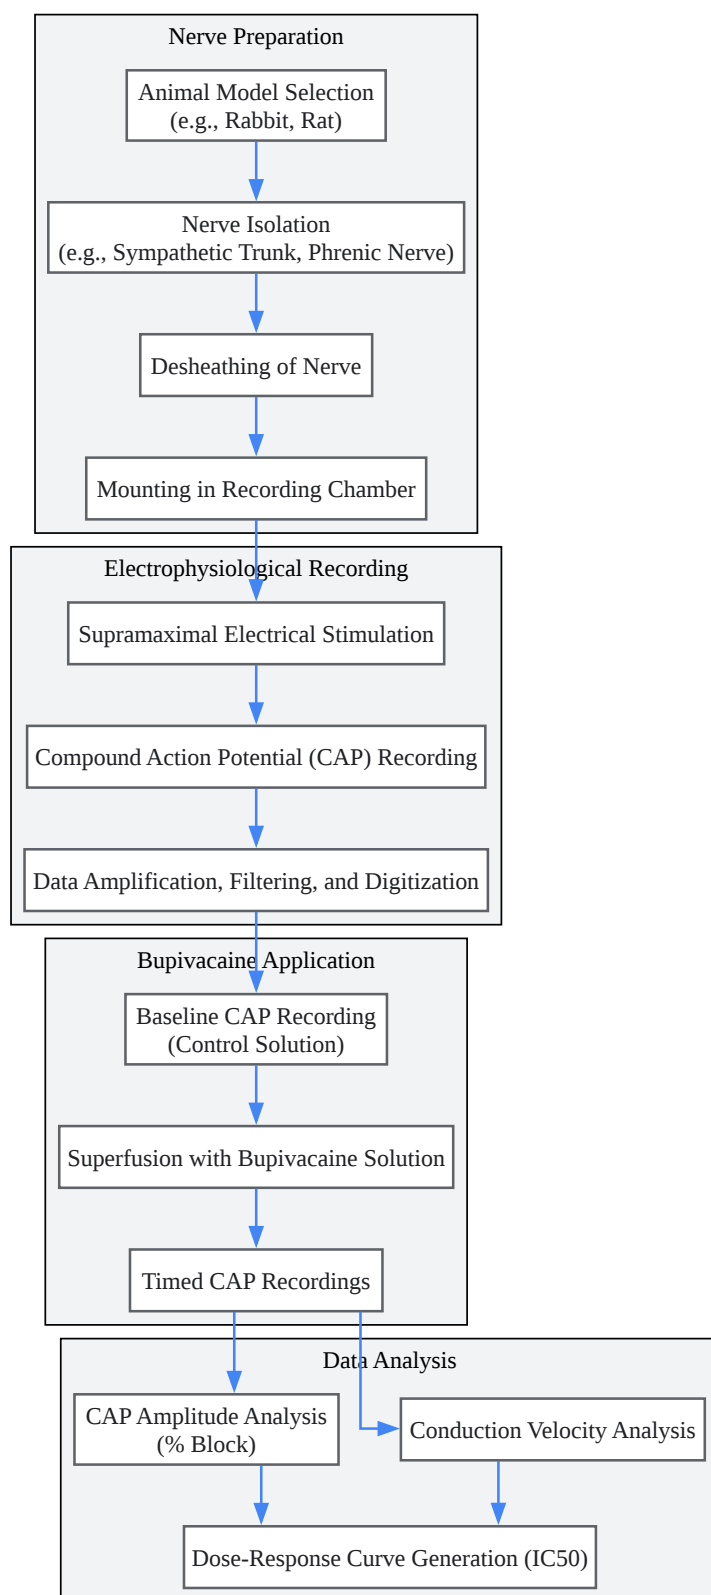 Nerve Preparation
Animal Model Selection
(e.g., Rabbit, Rat)
Nerve Isolation
(e.g., Sympathetic Trunk, Phrenic Nerve)
Desheathing of Nerve
Mounting in Recording Chamber
Electrophysiological Recording
Supramaximal Electrical Stimulation
Compound Action Potential (CAP) Recording
Data Amplification, Filtering, and Digitization
Bupivacaine Application
Baseline CAP Recording
(Control Solution)
Superfusion with Bupivacaine Solution
Timed CAP Recordings
Data Analysis
CAP Amplitude Analysis
(% Block)
Conduction Velocity Analysis
Dose-Response Curve Generation (IC50)